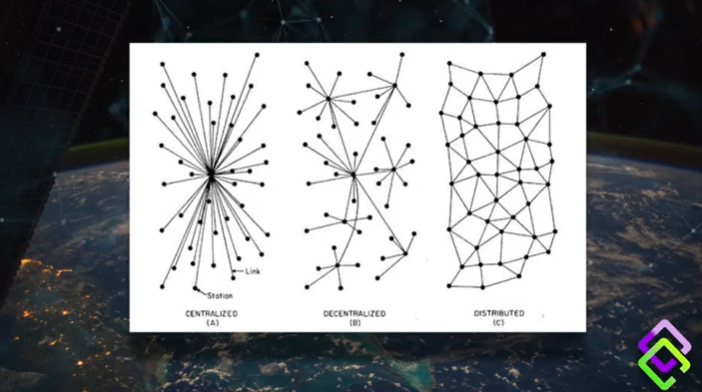 Link
Station
CENTRALIZED
(A)
DECENTRALIZED
(B)
DISTRIBUTED
(C)